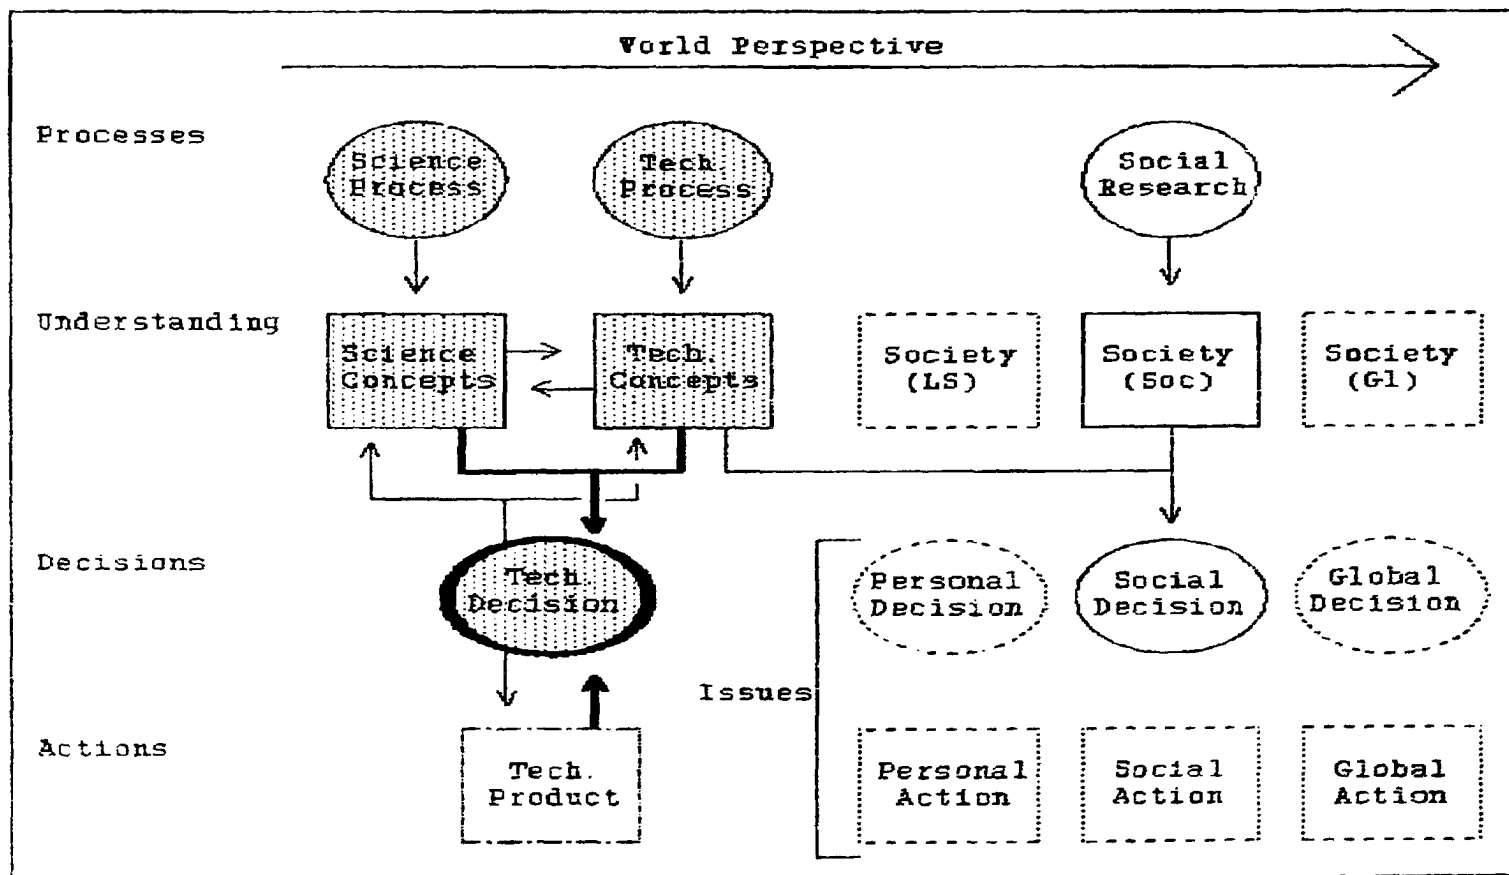 World Perspective
Processes
Science
Process
Tech.
Process
Social
Research
Understanding
Science
Concepts
Tech.
Concepts
Society
(LS)
Society
(Soc)
Society
(Gl)
Decisions
Tech.
Decision
Personal
Decision
Social
Decision
Global
Decision
Issues
Actions
Tech.
Product
Personal
Action
Social
Action
Global
Action